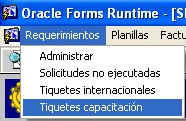 Oracle Forms Runtime - [S
Requerimientos Planillas Factu
Administrar
Solicitudes no ejecutadas
Tiquetes internacionales
Tiquetes capacitación